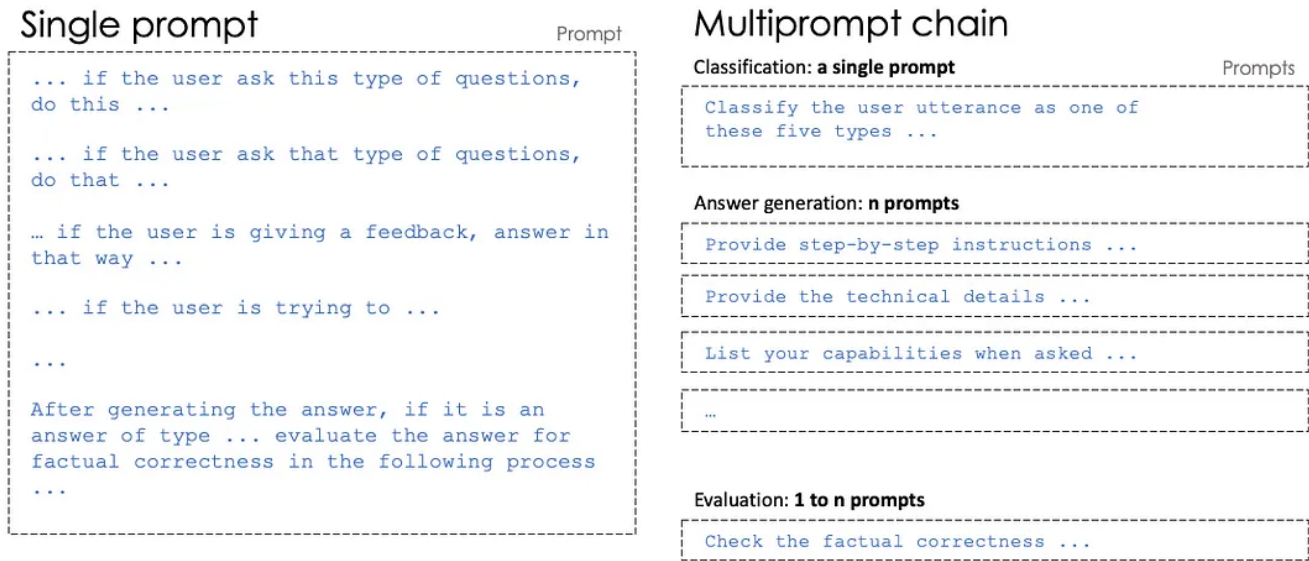 Single prompt
Prompt
... if the user ask this type of questions,
do this ...
... if the user ask that type of questions,
do that ...
… if the user is giving a feedback, answer in
that way ...
... if the user is trying to ...
...
After generating the answer, if it is an
answer of type ... evaluate the answer for
factual correctness in the following process
...
Multiprompt chain
Classification: a single prompt
Prompts
Classify the user utterance as one of
these five types ...
Answer generation: n prompts
Provide step-by-step instructions ...
Provide the technical details ...
List your capabilities when asked ...
…
Evaluation: 1 to n prompts
Check the factual correctness ...